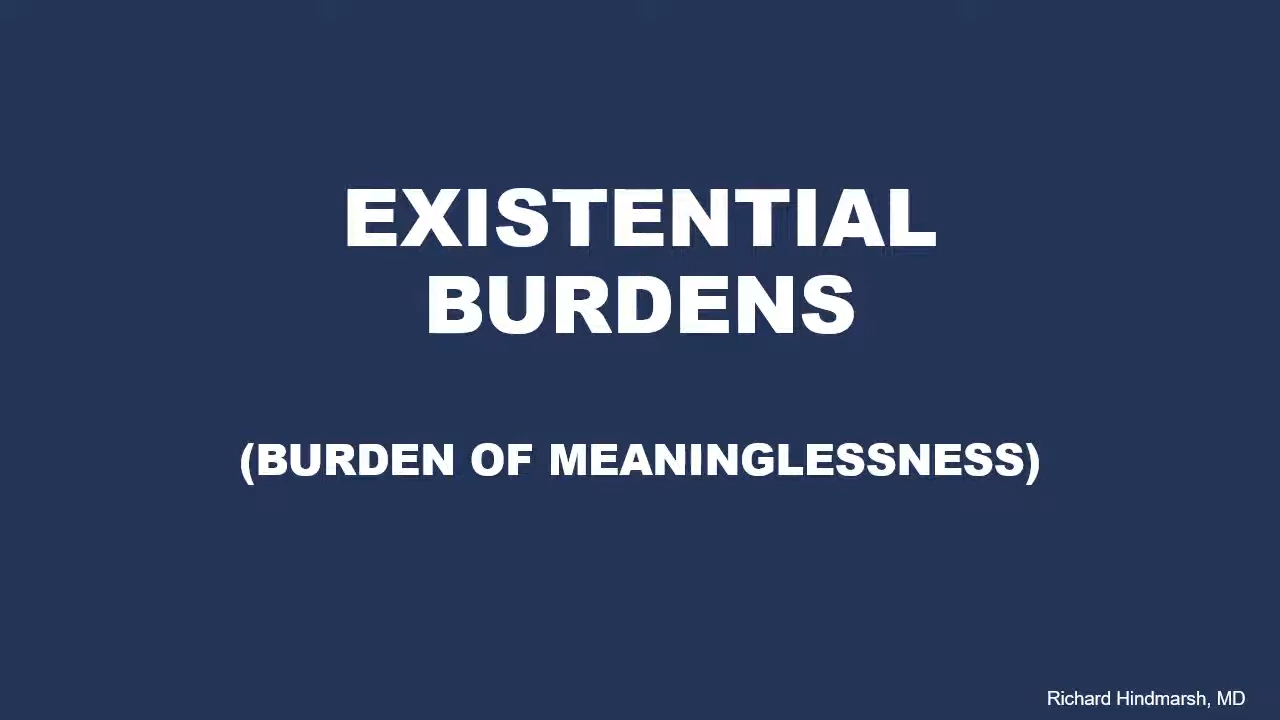 EXISTENTIAL
BURDENS
(BURDEN OF MEANINGLESSNESS)
Richard Hindmarsh, MD